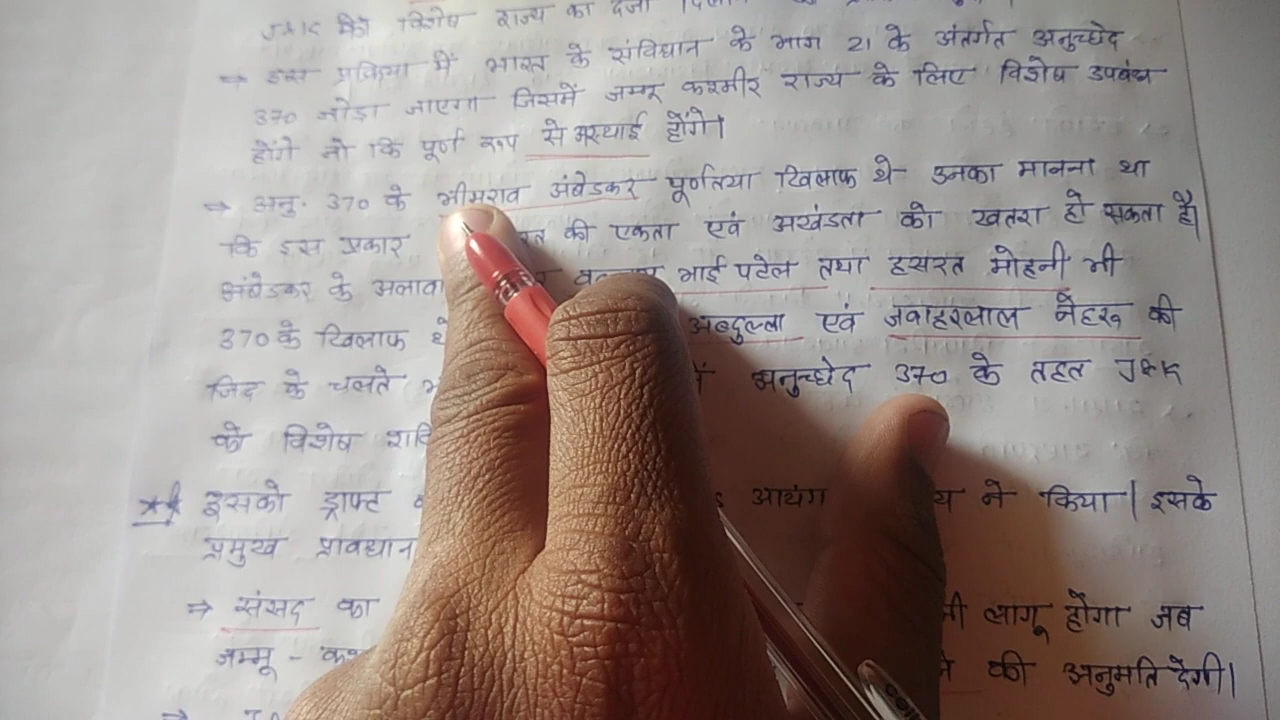 J&K को विशेष राज्य का दर्जा
⇒ इस प्रक्रिया में भारत के संविधान के भाग 21 के अंतर्गत अनुच्छेद
370 जोड़ा जाएगा जिसमें जम्मू कश्मीर राज्य के लिए विशेष उपबंध
होंगे जो कि पूर्ण रूप से अस्थाई होंगे।
⇒ अनु. 370 के भीमराव अंबेडकर पूर्णतया खिलाफ थे उनका मानना था
कि इस प्रकार की एकता एवं अखंडता को खतरा हो सकता है।
अंबेडकर के अलावा भाई पटेल तथा हसरत मोहनी भी
370 के खिलाफ अब्दुल्ला एवं जवाहरलाल नेहरू की
जिद के चलते अनुच्छेद 370 के तहत J&K
को विशेष
इसको ड्राफ्ट ने किया। इसके
प्रमुख प्रावधान
⇒ संसद का लागू होगा जब
जम्मू - की अनुमति देगी।